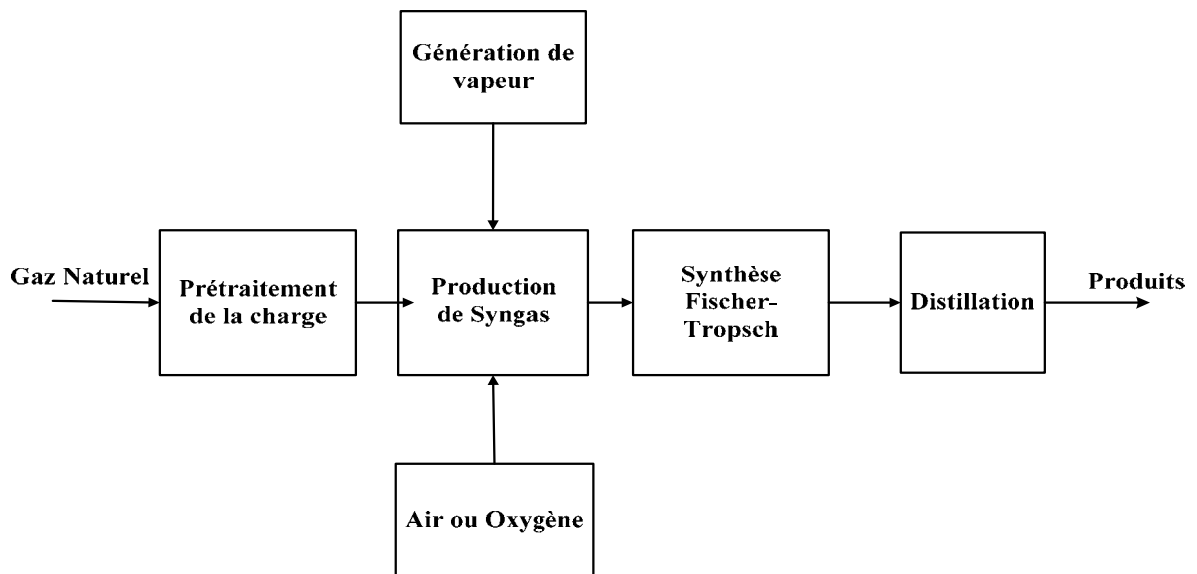 Génération de
vapeur
Gaz Naturel
Prétraitement
de la charge
Production
de Syngas
Synthèse
Fischer-
Tropsch
Distillation
Produits
Air ou Oxygène